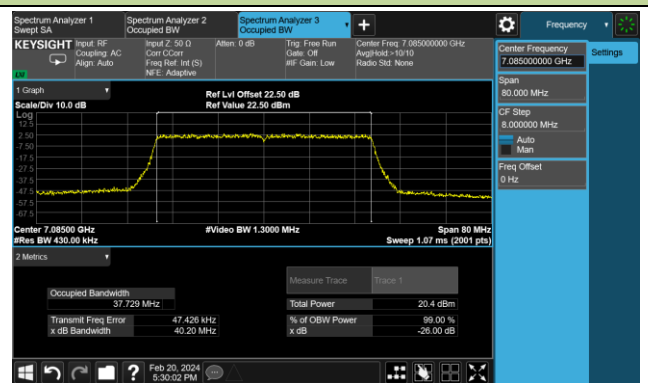 Spectrum Analyzer 1
Swept SA
Spectrum Analyzer 2
Occupied BW
Spectrum Analyzer 3
Occupied BW
Frequency
KEYSIGHT
Input: RF
Coupling: AC
Align: Auto
Input Z: 50 Ω
Corr CCorr
Freq Ref: Int (S)
NFE: Adaptive
Atten: 0 dB
Trig: Free Run
Gate: Off
#IF Gain: Low
Center Freq: 7.085000000 GHz
Avg|Hold:>10/10
Radio Std: None
Center Frequency
7.085000000 GHz
Settings
Span
80.000 MHz
CF Step
8.000000 MHz
Auto
Man
Freq Offset
0 Hz
1 Graph
Scale/Div 10.0 dB
Ref Lvl Offset 22.50 dB
Ref Value 22.50 dBm
Log
12.5
2.50
-7.50
-17.5
-27.5
-37.5
-47.5
-57.5
-67.5
Center 7.08500 GHz
#Res BW 430.00 kHz
#Video BW 1.3000 MHz
Span 80 MHz
Sweep 1.07 ms (2001 pts)
2 Metrics
Measure Trace
Trace 1
Occupied Bandwidth
37.729 MHz
Total Power
20.4 dBm
Transmit Freq Error
47.426 kHz
% of OBW Power
99.00 %
x dB Bandwidth
40.20 MHz
x dB
-26.00 dB
?
Feb 20, 2024
5:30:02 PM